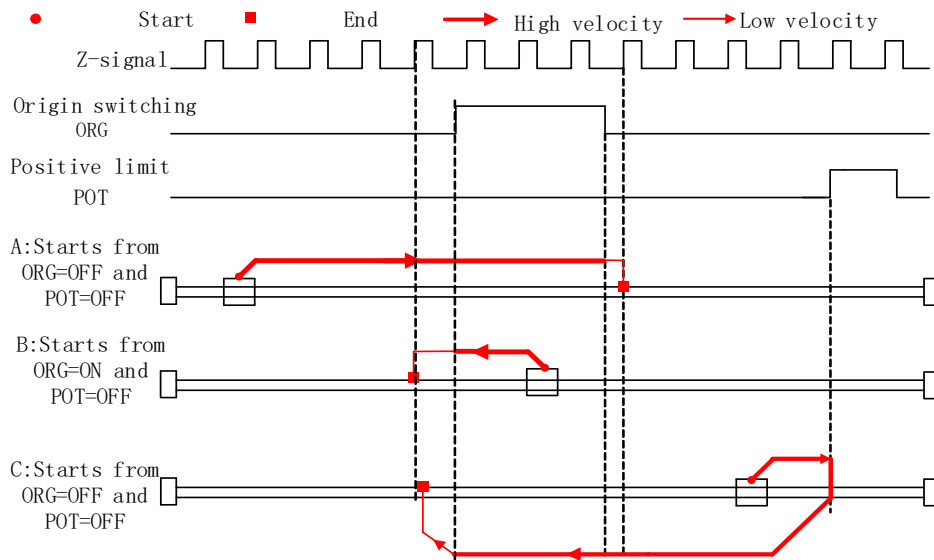 Start End High velocity Low velocity
Z-signal
Origin switching
ORG
Positive limit
POT
A:Starts from
ORG=OFF and
POT=OFF
B:Starts from
ORG=ON and
POT=OFF
C:Starts from
ORG=OFF and
POT=OFF